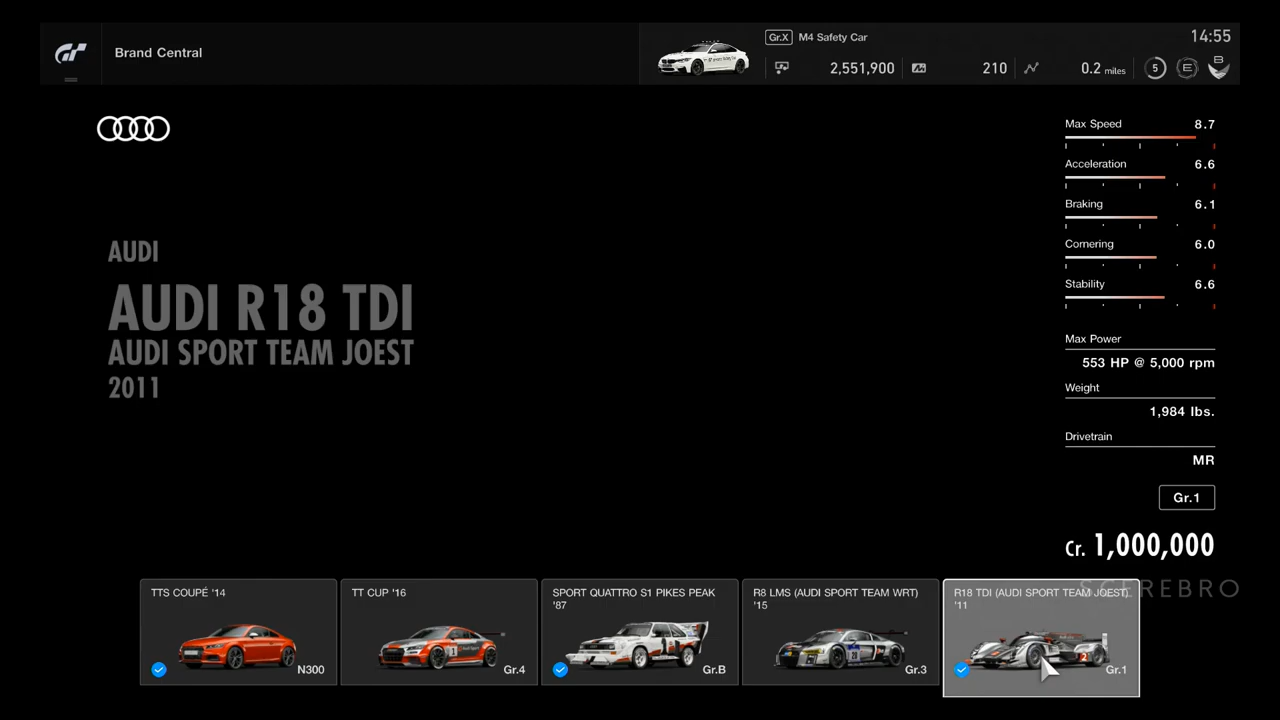 Brand Central
Gr.X M4 Safety Car
14:55
2,551,900
210
0.2 miles
5
E
B
AUDI
AUDI R18 TDI
AUDI SPORT TEAM JOEST
2011
Max Speed 8.7
Acceleration 6.6
Braking 6.1
Cornering 6.0
Stability 6.6
Max Power
553 HP @ 5,000 rpm
Weight
1,984 lbs.
Drivetrain
MR
Gr.1
Cr. 1,000,000
SCEREBRO
TTS COUPÉ '14
N300
TT CUP '16
Gr.4
SPORT QUATTRO S1 PIKES PEAK
'87
Gr.B
R8 LMS (AUDI SPORT TEAM WRT)
'15
Gr.3
R18 TDI (AUDI SPORT TEAM JOEST)
'11
Gr.1